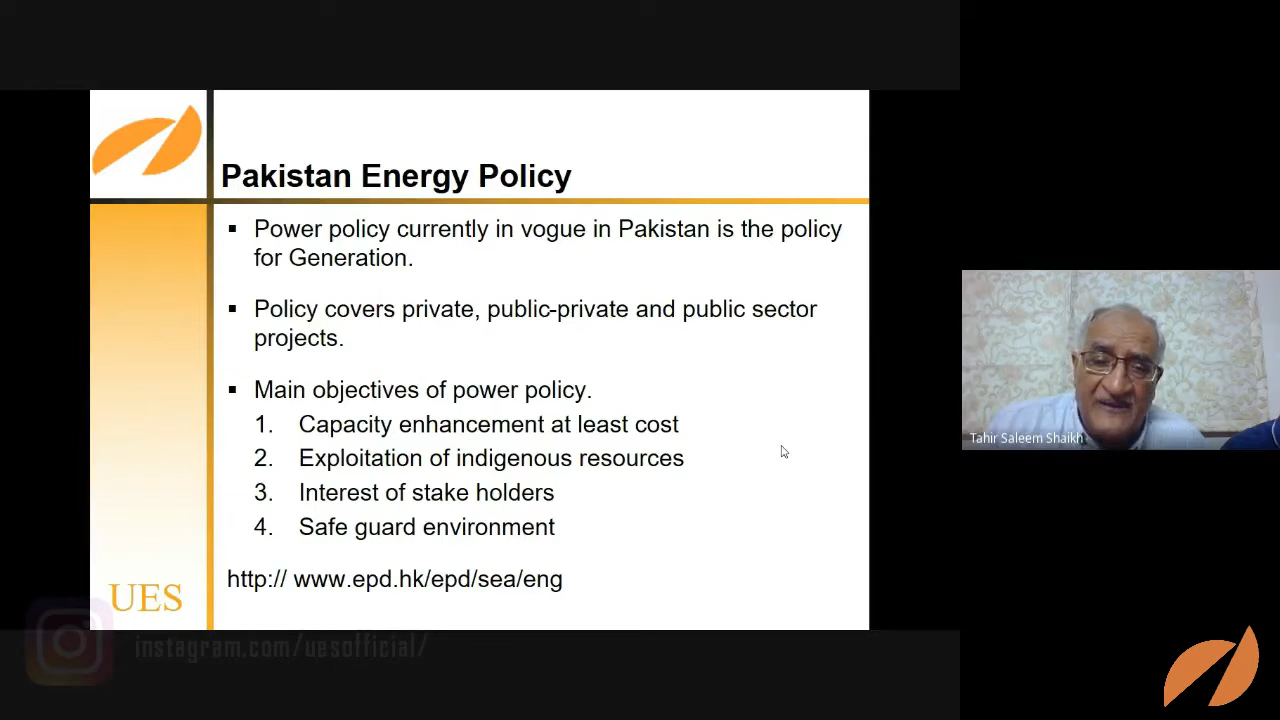 Pakistan Energy Policy
▪ Power policy currently in vogue in Pakistan is the policy
for Generation.
▪ Policy covers private, public-private and public sector
projects.
▪ Main objectives of power policy.
1. Capacity enhancement at least cost
2. Exploitation of indigenous resources
3. Interest of stake holders
4. Safe guard environment
http:// www.epd.hk/epd/sea/eng
UES
instagram.com/uesofficial/
Tahir Saleem Shaikh